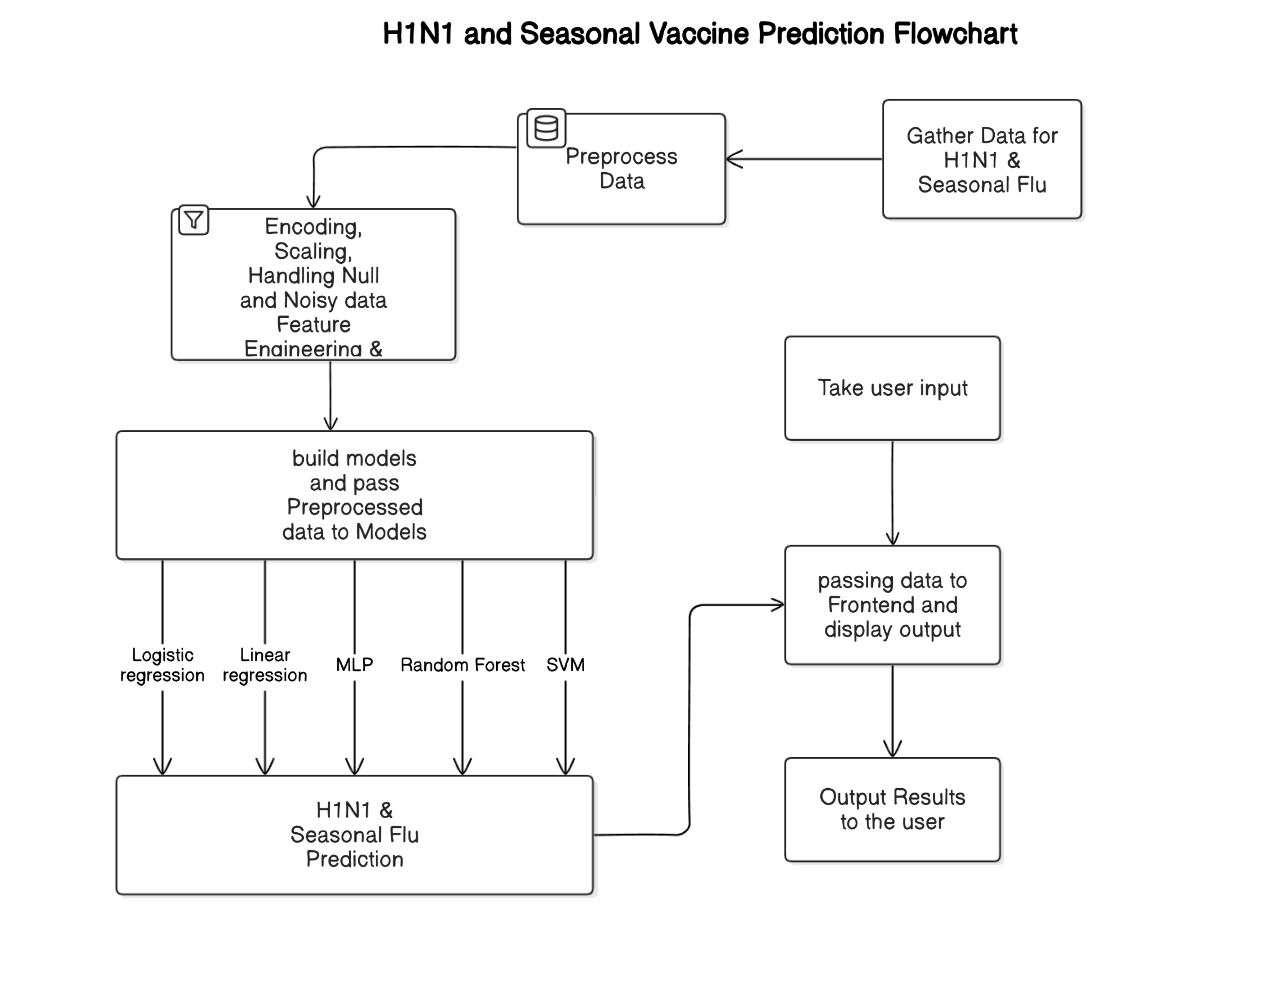 H1N1 and Seasonal Vaccine Prediction Flowchart
Gather Data for
H1N1 &
Seasonal Flu
Preprocess
Data
Encoding,
Scaling,
Handling Null
and Noisy data
Feature
Engineering &
build models
and pass
Preprocessed
data to Models
Logistic
regression
Linear
regression
MLP
Random Forest
SVM
H1N1 &
Seasonal Flu
Prediction
Take user input
passing data to
Frontend and
display output
Output Results
to the user